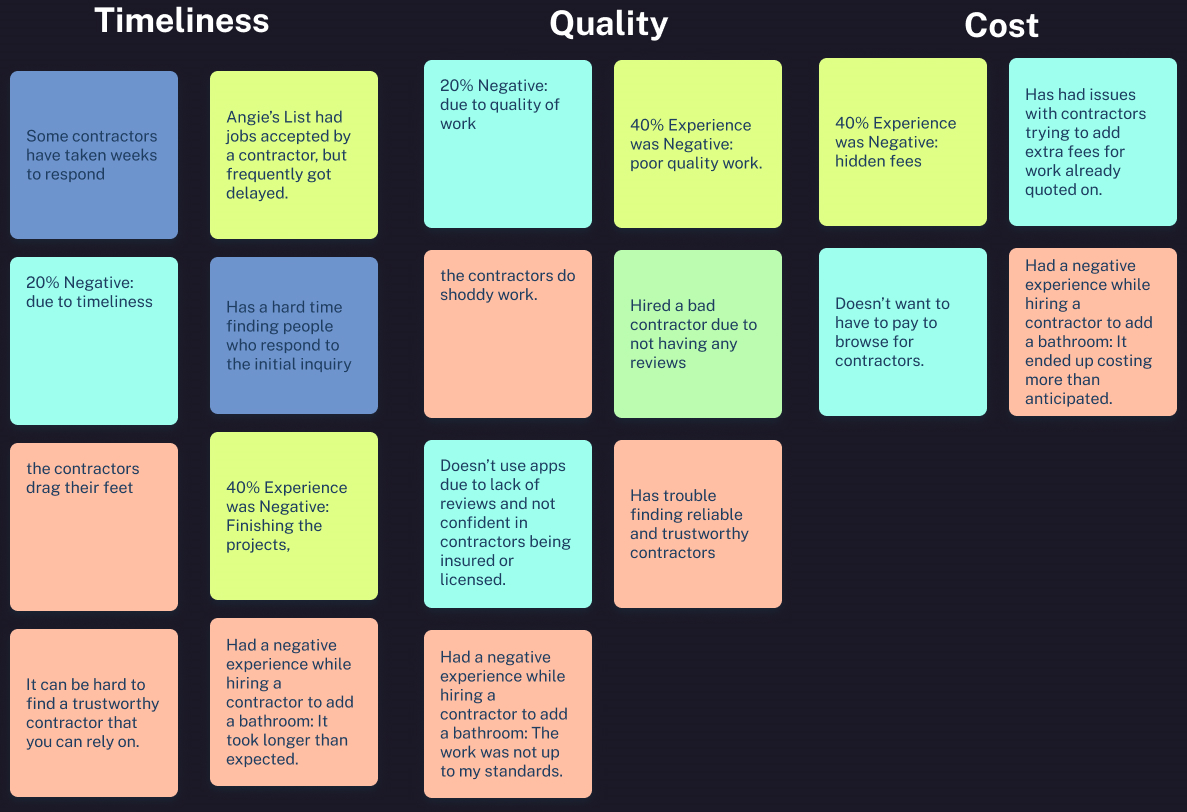 Timeliness
Some contractors
have taken weeks
to respond
Angie's List had
jobs accepted by
a contractor, but
frequently got
delayed.
20% Negative:
due to timeliness
Has a hard time
finding people
who respond to
the initial inquiry
the contractors
drag their feet
40% Experience
was Negative:
Finishing the
projects,
It can be hard to
find a trustworthy
contractor that
you can rely on.
Had a negative
experience while
hiring a
contractor to add
a bathroom: It
took longer than
expected.
Quality
20% Negative:
due to quality of
work
40% Experience
was Negative:
poor quality work.
the contractors do
shoddy work.
Hired a bad
contractor due to
not having any
reviews
Doesn't use apps
due to lack of
reviews and not
confident in
contractors being
insured or
licensed.
Has trouble
finding reliable
and trustworthy
contractors
Had a negative
experience while
hiring a
contractor to add
a bathroom: The
work was not up
to my standards.
Cost
40% Experience
was Negative:
hidden fees
Has had issues
with contractors
trying to add
extra fees for
work already
quoted on.
Doesn't want to
have to pay to
browse for
contractors.
Had a negative
experience while
hiring a
contractor to add
a bathroom: It
ended up costing
more than
anticipated.